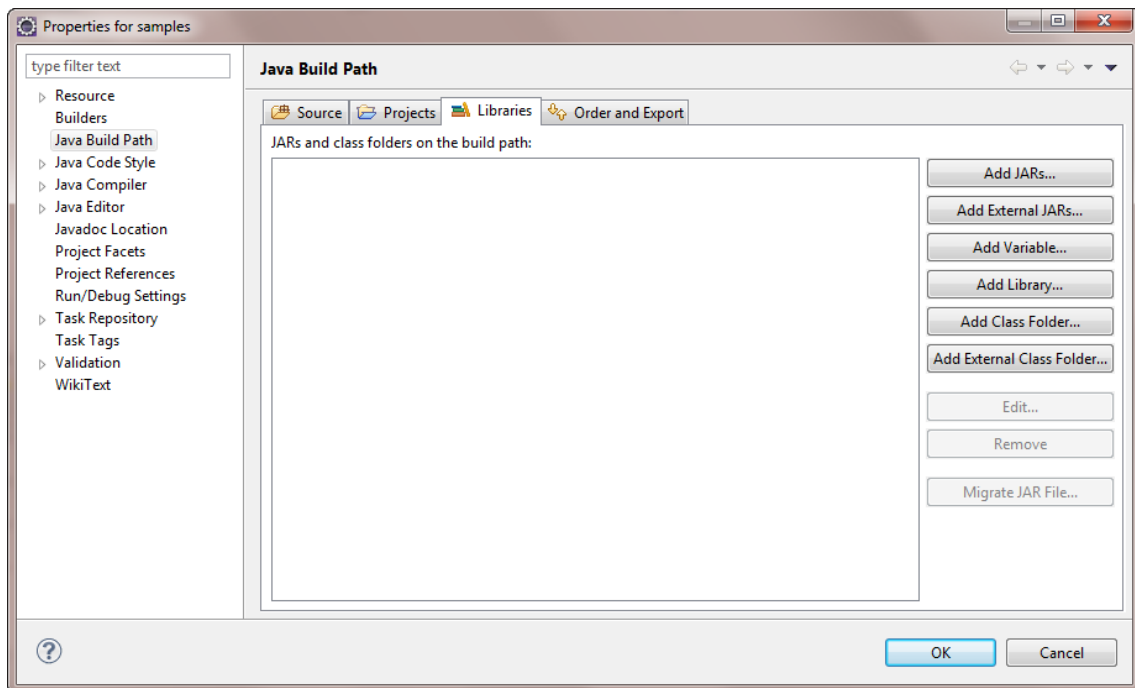 Properties for samples
type filter text
Resource
Builders
Java Build Path
Java Code Style
Java Compiler
Java Editor
Javadoc Location
Project Facets
Project References
Run/Debug Settings
Task Repository
Task Tags
Validation
WikiText
Java Build Path
Source Projects Libraries Order and Export
JARs and class folders on the build path:
Add JARs...
Add External JARs...
Add Variable...
Add Library...
Add Class Folder...
Add External Class Folder...
Edit...
Remove
Migrate JAR File...
OK Cancel